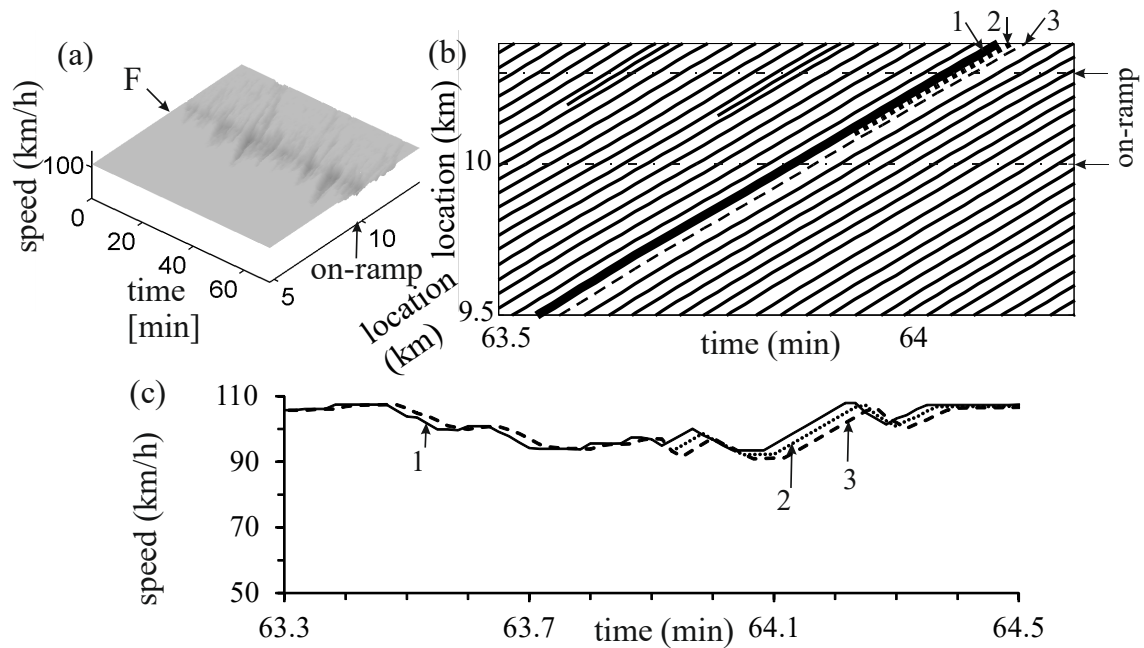 (a)
F
speed (km/h)
100
0
20
40
60
time
[min]
5
10
on-ramp
location
(km)
(b)
1 2 3
location (km)
10
9.5
63.5
64
time (min)
on-ramp
(c)
speed (km/h)
110
90
70
50
1
2
3
63.3
63.7
time (min)
64.1
64.5